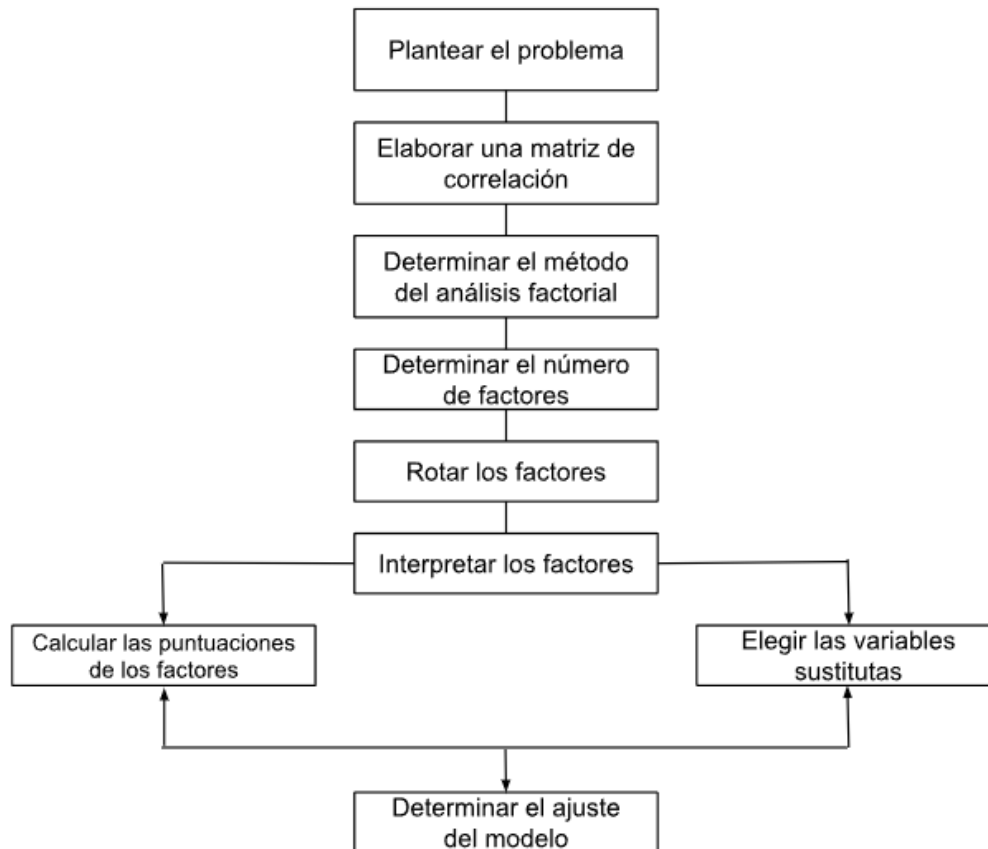 Plantear el problema
Elaborar una matriz de
correlación
Determinar el método
del análisis factorial
Determinar el número
de factores
Rotar los factores
Interpretar los factores
Calcular las puntuaciones
de los factores
Elegir las variables
sustitutas
Determinar el ajuste
del modelo